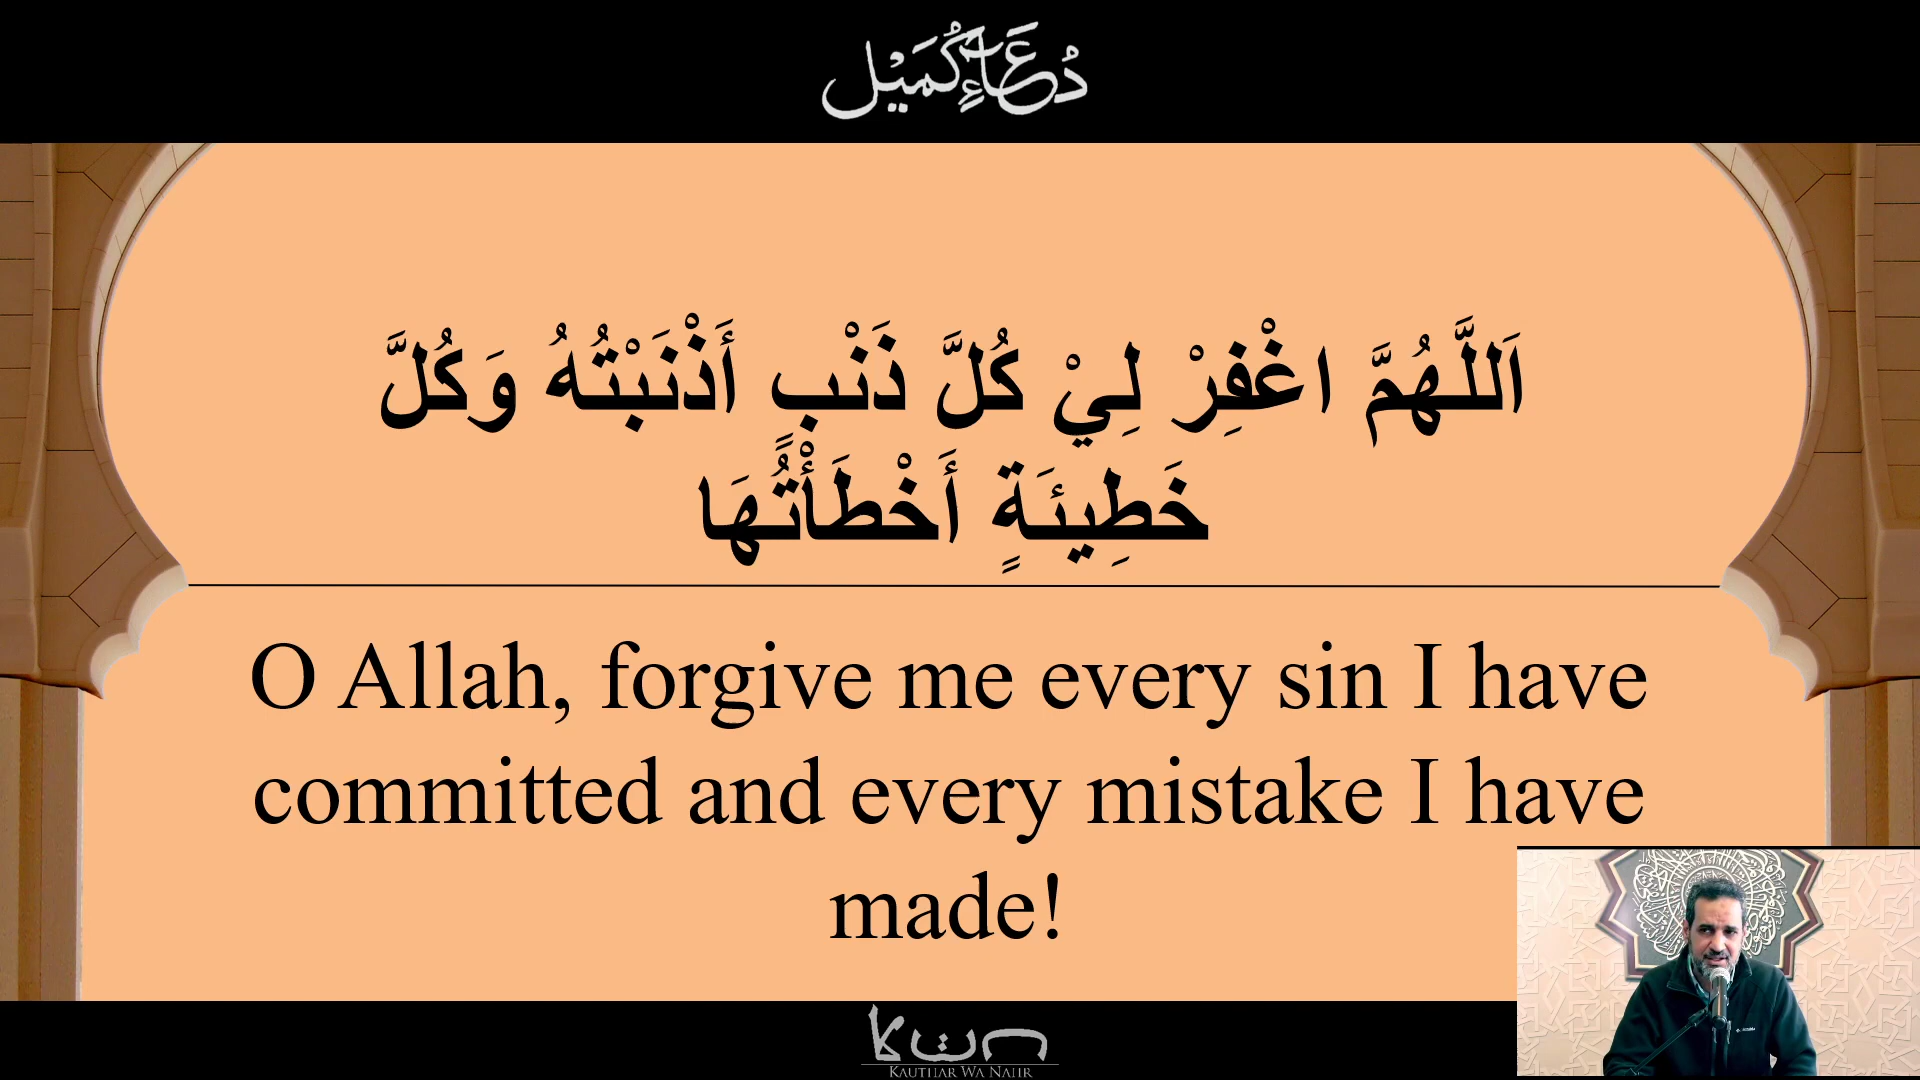 دُعَاءِ كُمَيْل
اَللَّهُمَّ اغْفِرْ لِيْ كُلَّ ذَنْبٍ أَذْنَبْتُهُ وَكُلَّ
خَطِيئَةٍ أَخْطَأْتُهَا
O Allah, forgive me every sin I have
committed and every mistake I have
made!
KWN
KAUTHAR WA NAHR